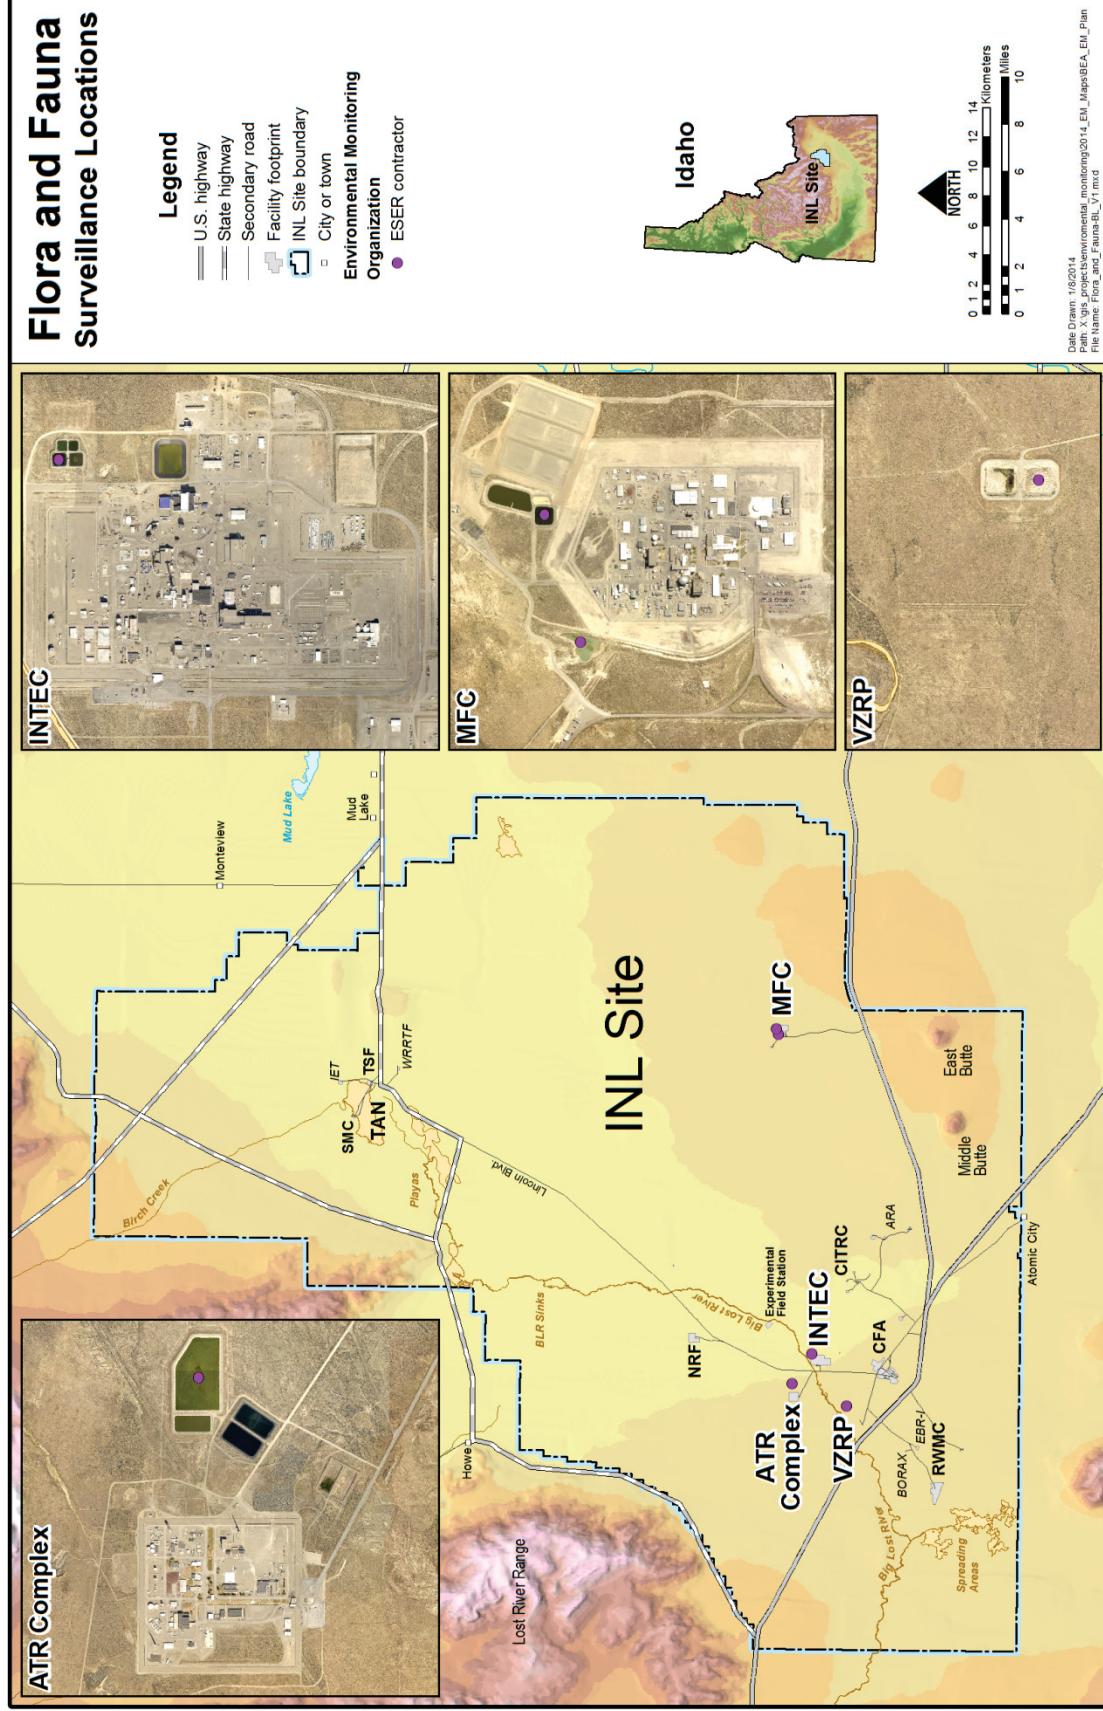 Flora and Fauna
Surveillance Locations
Legend
U.S. highway
State highway
Secondary road
Facility footprint
INL Site boundary
City or town
Environmental Monitoring
Organization
ESER contractor
Idaho
INL Site
NORTH
0 1 2 4 6 8 10 12 14
Kilometers
Miles
0 1 2 4 6 8 10
Date Drawn: 1/8/2014
Path: X:\gis_projects\enviromental_monitoring\2014_EM_Maps\BEA_EM_Plan
File Name: Flora_and_Fauna-BL_V1.mxd
ATR Complex
INTEC
MFC
VZRP
Birch Creek
Monteview
Mud Lake
Mud
Lake
IET
SMC
TSF
TAN
WRRTF
Playas
Howe
BLR Sinks
Lincoln Blvd.
Lost River Range
INL Site
NRF
Big Lost River
Experimental
Field Station
ATR
Complex
INTEC
MFC
VZRP
CITRC
CFA
ARA
BORAX
EBR-I
RWMC
Big Lost River
Spreading
Areas
Middle
Butte
East
Butte
Atomic City